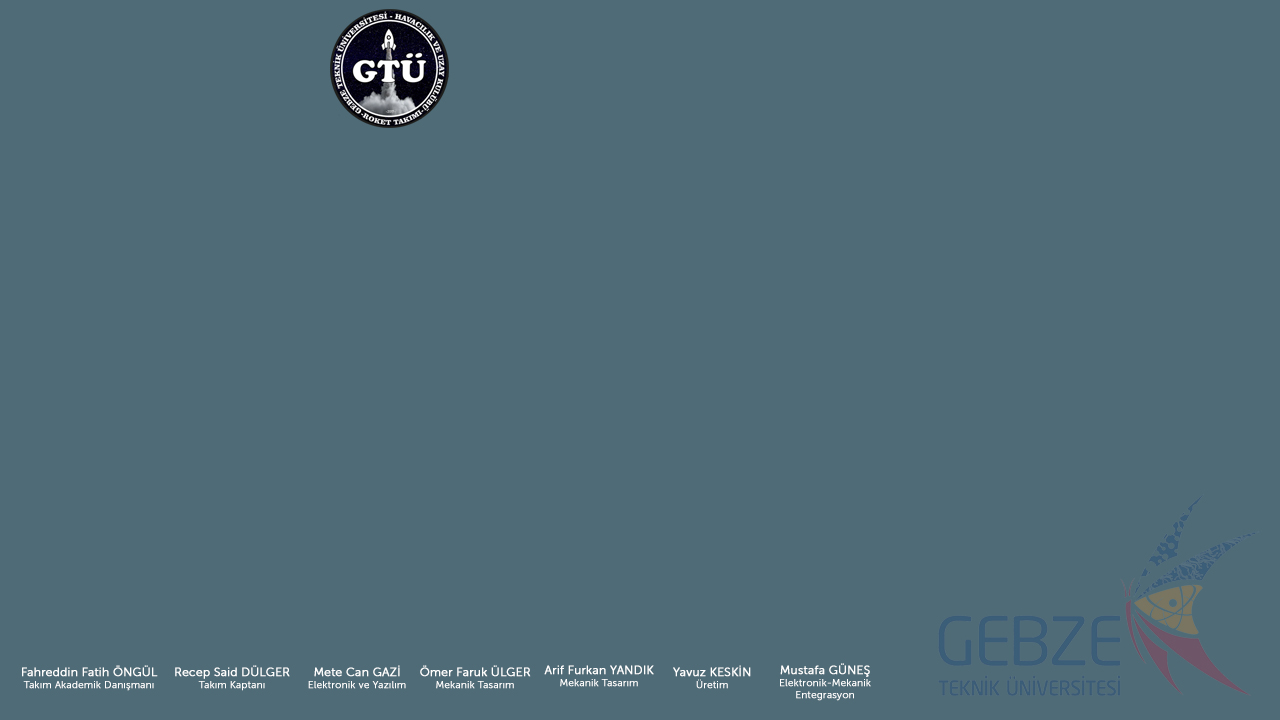 GEBZE TEKNİK ÜNİVERSİTESİ - HAVACILIK VE UZAY KULÜBÜ
GTÜ
-ROKET TAKIMI-
Fahreddin Fatih ÖNGÜL
Takım Akademik Danışmanı
Recep Said DÜLGER
Takım Kaptanı
Mete Can GAZİ
Elektronik ve Yazılım
Ömer Faruk ÜLGER
Mekanik Tasarım
Arif Furkan YANDIK
Mekanik Tasarım
Yavuz KESKİN
Üretim
Mustafa GÜNEŞ
Elektronik-Mekanik
Entegrasyon
GEBZE
TEKNİK ÜNİVERSİTESİ